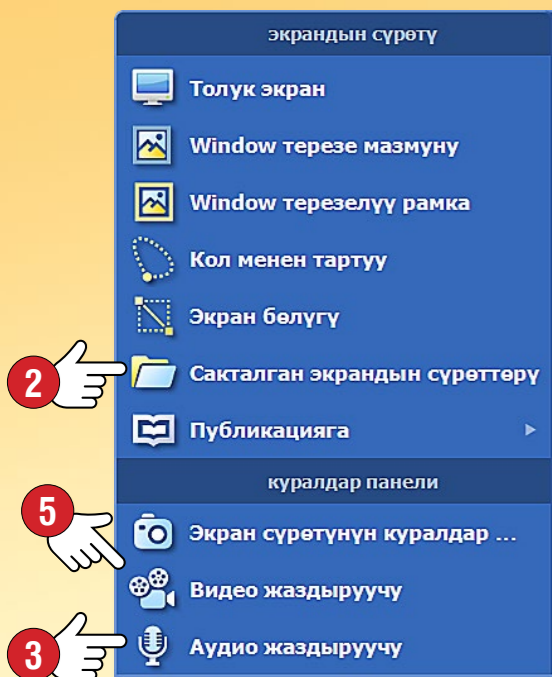 экрандын сүрөтү
Толук экран
Window терезе мазмуну
Window терезелүү рамка
Кол менен тартуу
Экран бөлүгү
2
Сакталган экрандын сүрөттөрү
Публикацияга
куралдар панели
5
Экран сүрөтүнүн куралдар ...
Видео жаздыруучу
3
Аудио жаздыруучу